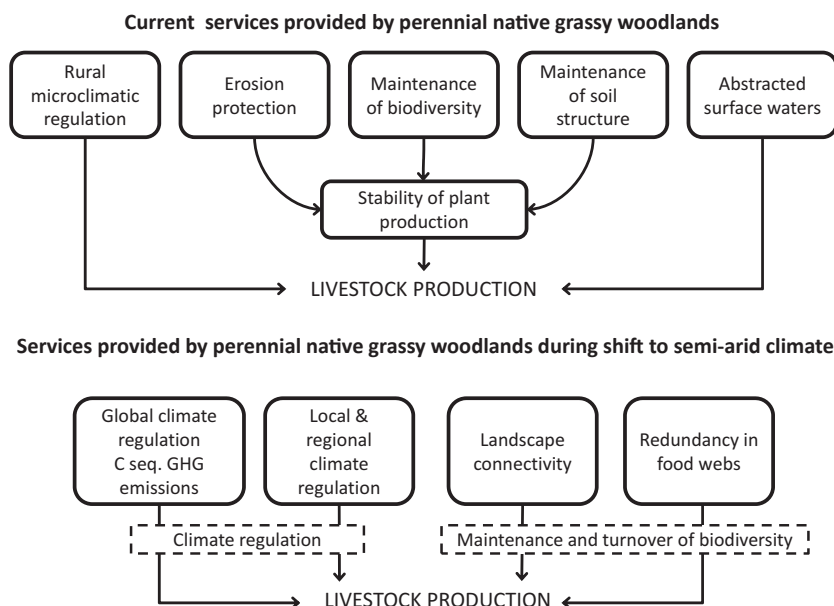 Current services provided by perennial native grassy woodlands
Rural
microclimatic
regulation
Erosion
protection
Maintenance
of biodiversity
Maintenance
of soil
structure
Abstracted
surface waters
Stability of plant
production
LIVESTOCK PRODUCTION
Services provided by perennial native grassy woodlands during shift to semi-arid climate
Global climate
regulation
C seq. GHG
emissions
Local &
regional
climate
regulation
Landscape
connectivity
Redundancy in
food webs
Climate regulation
Maintenance and turnover of biodiversity
LIVESTOCK PRODUCTION